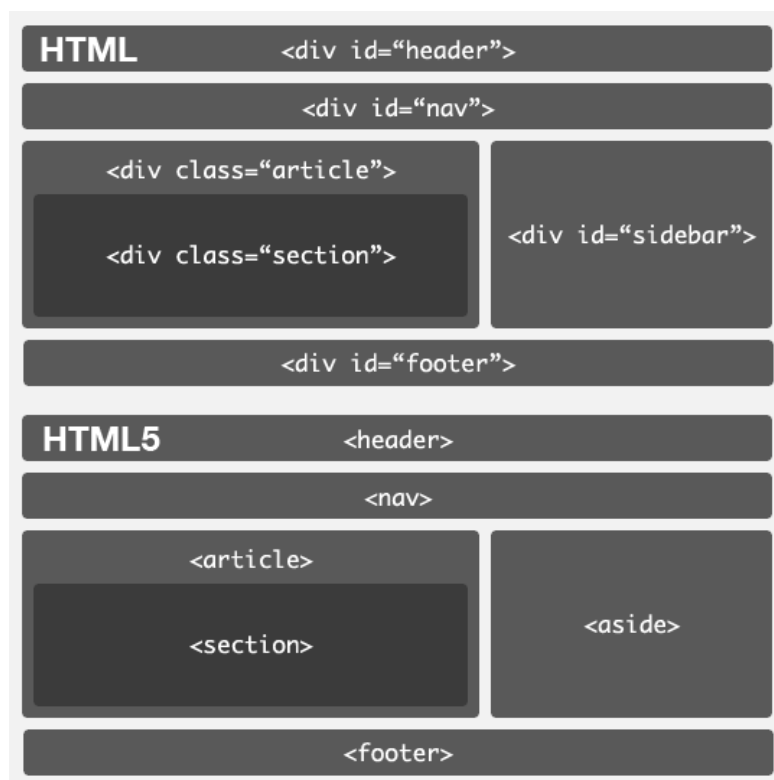 HTML <div id=“header”>
<div id=“nav”>
<div class=“article”>
<div class=“section”>
<div id=“sidebar”>
<div id=“footer”>
HTML5 <header>
<nav>
<article>
<section>
<aside>
<footer>